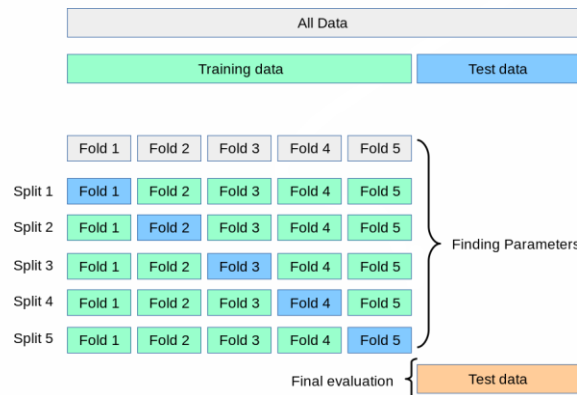 All Data
Training data Test data
Fold 1 Fold 2 Fold 3 Fold 4 Fold 5
Split 1 Fold 1 Fold 2 Fold 3 Fold 4 Fold 5
Split 2 Fold 1 Fold 2 Fold 3 Fold 4 Fold 5
Finding Parameters
Split 3 Fold 1 Fold 2 Fold 3 Fold 4 Fold 5
Split 4 Fold 1 Fold 2 Fold 3 Fold 4 Fold 5
Split 5 Fold 1 Fold 2 Fold 3 Fold 4 Fold 5
Final evaluation Test data